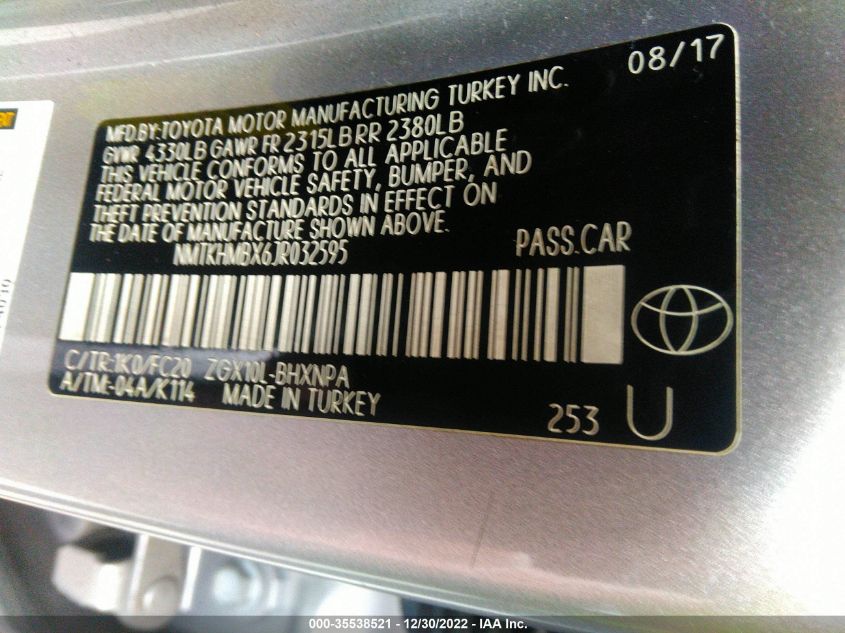 08/17
MFD.BY:TOYOTA MOTOR MANUFACTURING TURKEY INC.
GVWR 4330LB GAWR FR 2315LB RR 2380LB
THIS VEHICLE CONFORMS TO ALL APPLICABLE
FEDERAL MOTOR VEHICLE SAFETY, BUMPER, AND
THEFT PREVENTION STANDARDS IN EFFECT ON
THE DATE OF MANUFACTURE SHOWN ABOVE.
NMTKHMBX6JR032595 PASS.CAR
C/TR:1K0/FC20 ZGX10L-BHXNPA
A/TM:-04A/K114 MADE IN TURKEY
253 U
000-35538521 - 12/30/2022 - IAA Inc.